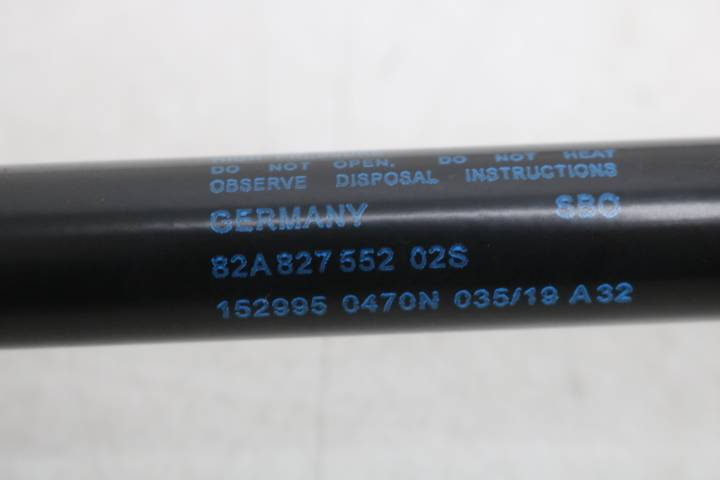 DO NOT OPEN. DO NOT HEAT
OBSERVE DISPOSAL INSTRUCTIONS
GERMANY SBO
82A 827 552 02S
152995 0470N 035/19 A32